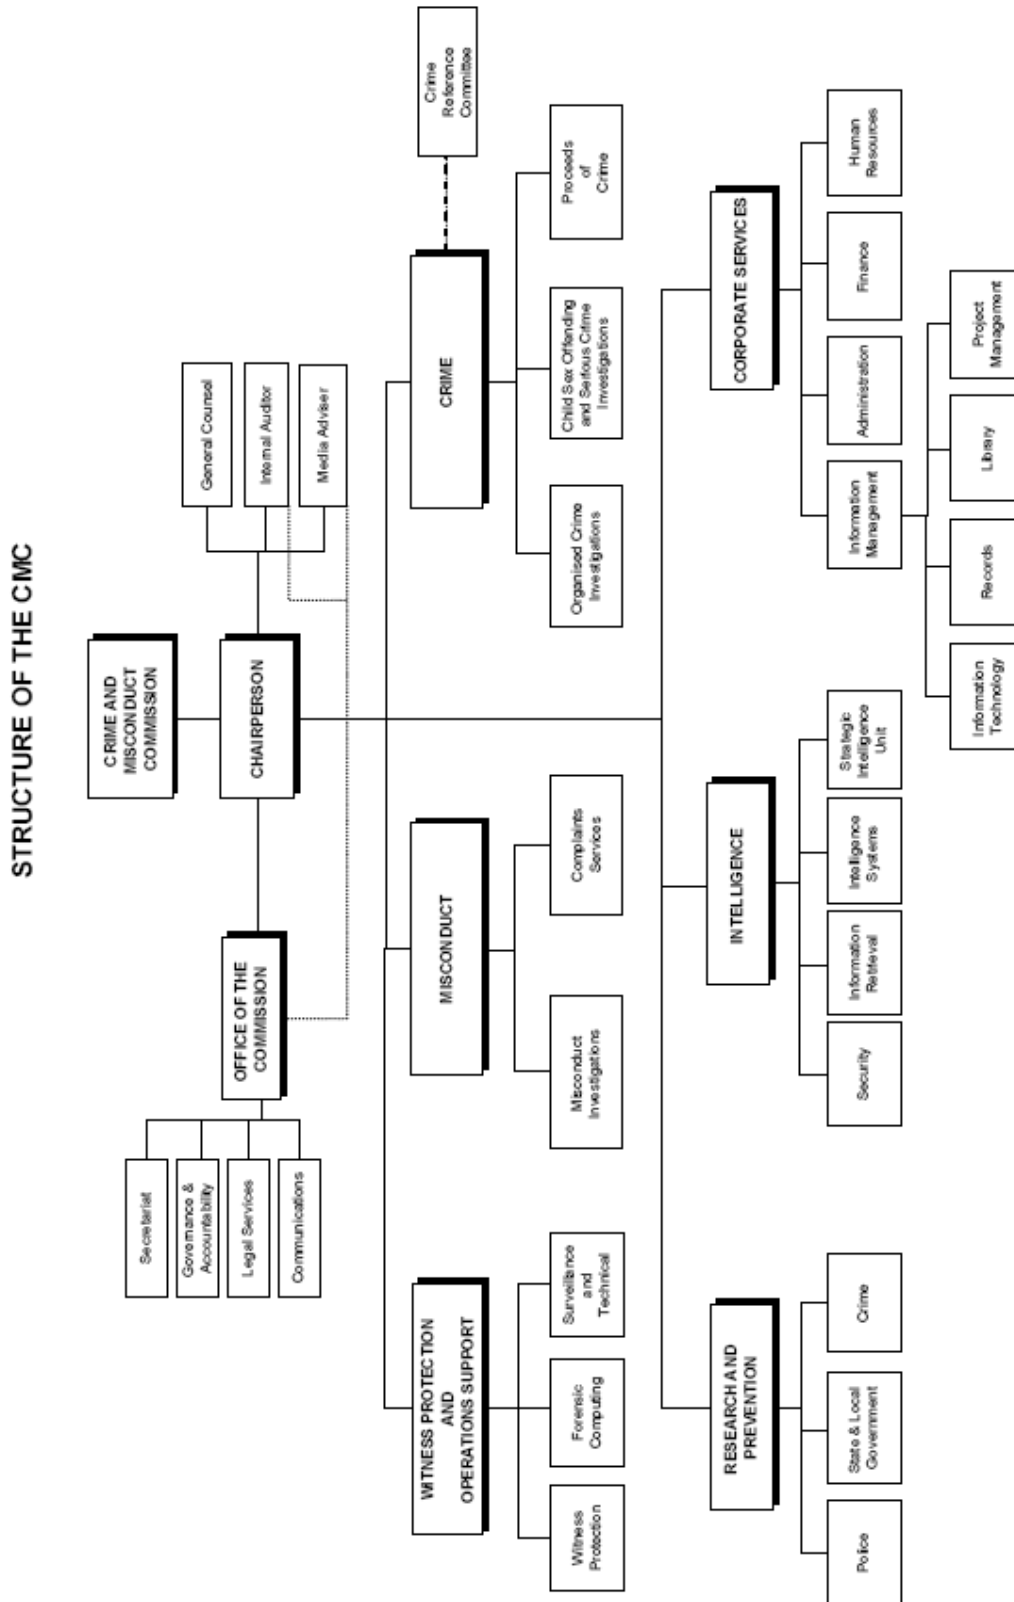 STRUCTURE OF THE CMC
CRIME AND
MISCONDUCT
COMMISSION
CHAIRPERSON
OFFICE OF THE
COMMISSION
Secretariat
Governance &
Accountability
Legal Services
Communications
General Counsel
Internal Auditor
Media Adviser
WITNESS PROTECTION
AND
OPERATIONS SUPPORT
Witness
Protection
Forensic
Computing
Surveillance
and
Technical
MISCONDUCT
Misconduct
Investigations
Complaints
Services
CRIME
Crime
Reference
Committee
Organised Crime
Investigations
Child Sex Offending
and Serious Crime
Investigations
Proceeds
of
Crime
RESEARCH AND
PREVENTION
Police
State & Local
Government
Crime
INTELLIGENCE
Security
Information
Retrieval
Intelligence
Systems
Strategic
Intelligence
Unit
CORPORATE SERVICES
Information
Management
Administration
Finance
Human
Resources
Information
Technology
Records
Library
Project
Management